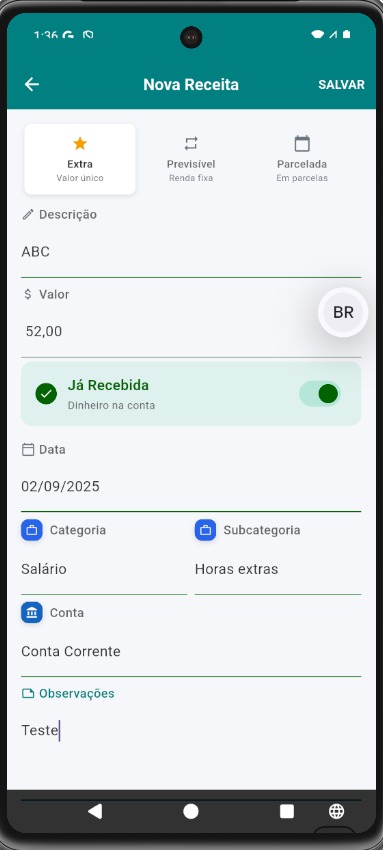 1:36 G
Nova Receita SALVAR
Extra Previsível Parcelada
Valor único Renda fixa Em parcelas
Descrição
ABC
$ Valor
BR
52,00
Já Recebida
Dinheiro na conta
Data
02/09/2025
Categoria Subcategoria
Salário Horas extras
Conta
Conta Corrente
Observações
Teste